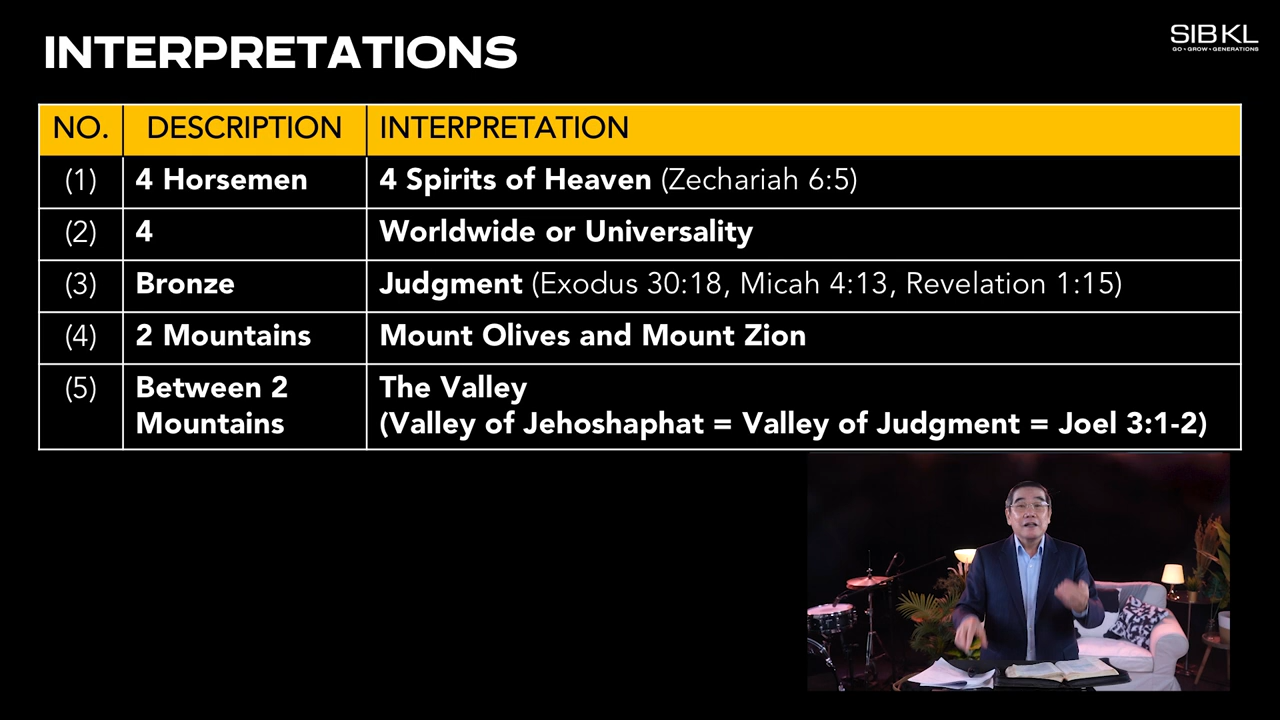 INTERPRETATIONS
SIBKL
GO • GROW • GENERATIONS
NO. DESCRIPTION INTERPRETATION
(1) 4 Horsemen 4 Spirits of Heaven (Zechariah 6:5)
(2) 4 Worldwide or Universality
(3) Bronze Judgment (Exodus 30:18, Micah 4:13, Revelation 1:15)
(4) 2 Mountains Mount Olives and Mount Zion
(5) Between 2 The Valley
Mountains (Valley of Jehoshaphat = Valley of Judgment = Joel 3:1-2)